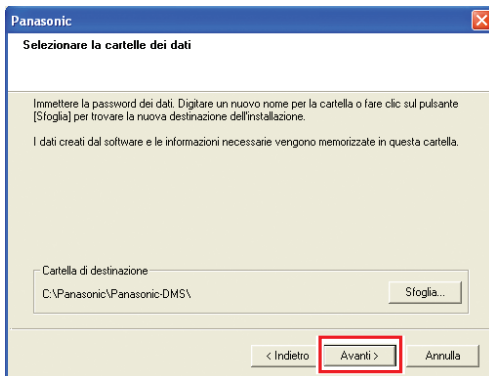 Panasonic
Selezionare la cartelle dei dati
Immettere la password dei dati. Digitare un nuovo nome per la cartella o fare clic sul pulsante
[Sfoglia] per trovare la nuova destinazione dell'installazione.
I dati creati dal software e le informazioni necessarie vengono memorizzate in questa cartella.
Cartella di destinazione
C:\Panasonic\Panasonic-DMS\
Sfoglia...
< Indietro
Avanti >
Annulla